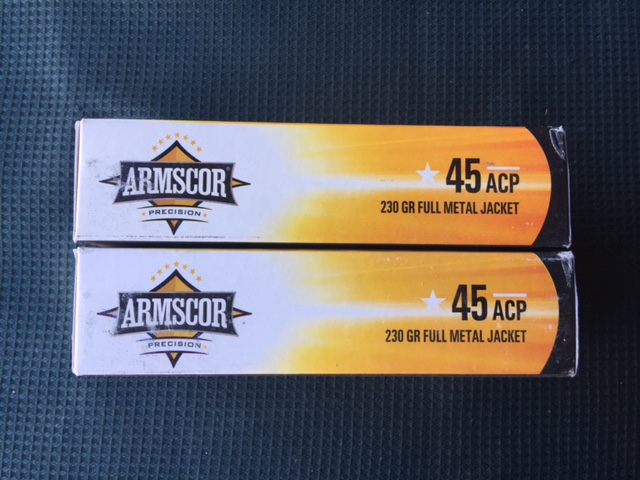 ARMSCOR
PRECISION
45 ACP
230 GR FULL METAL JACKET
ARMSCOR
PRECISION
45 ACP
230 GR FULL METAL JACKET